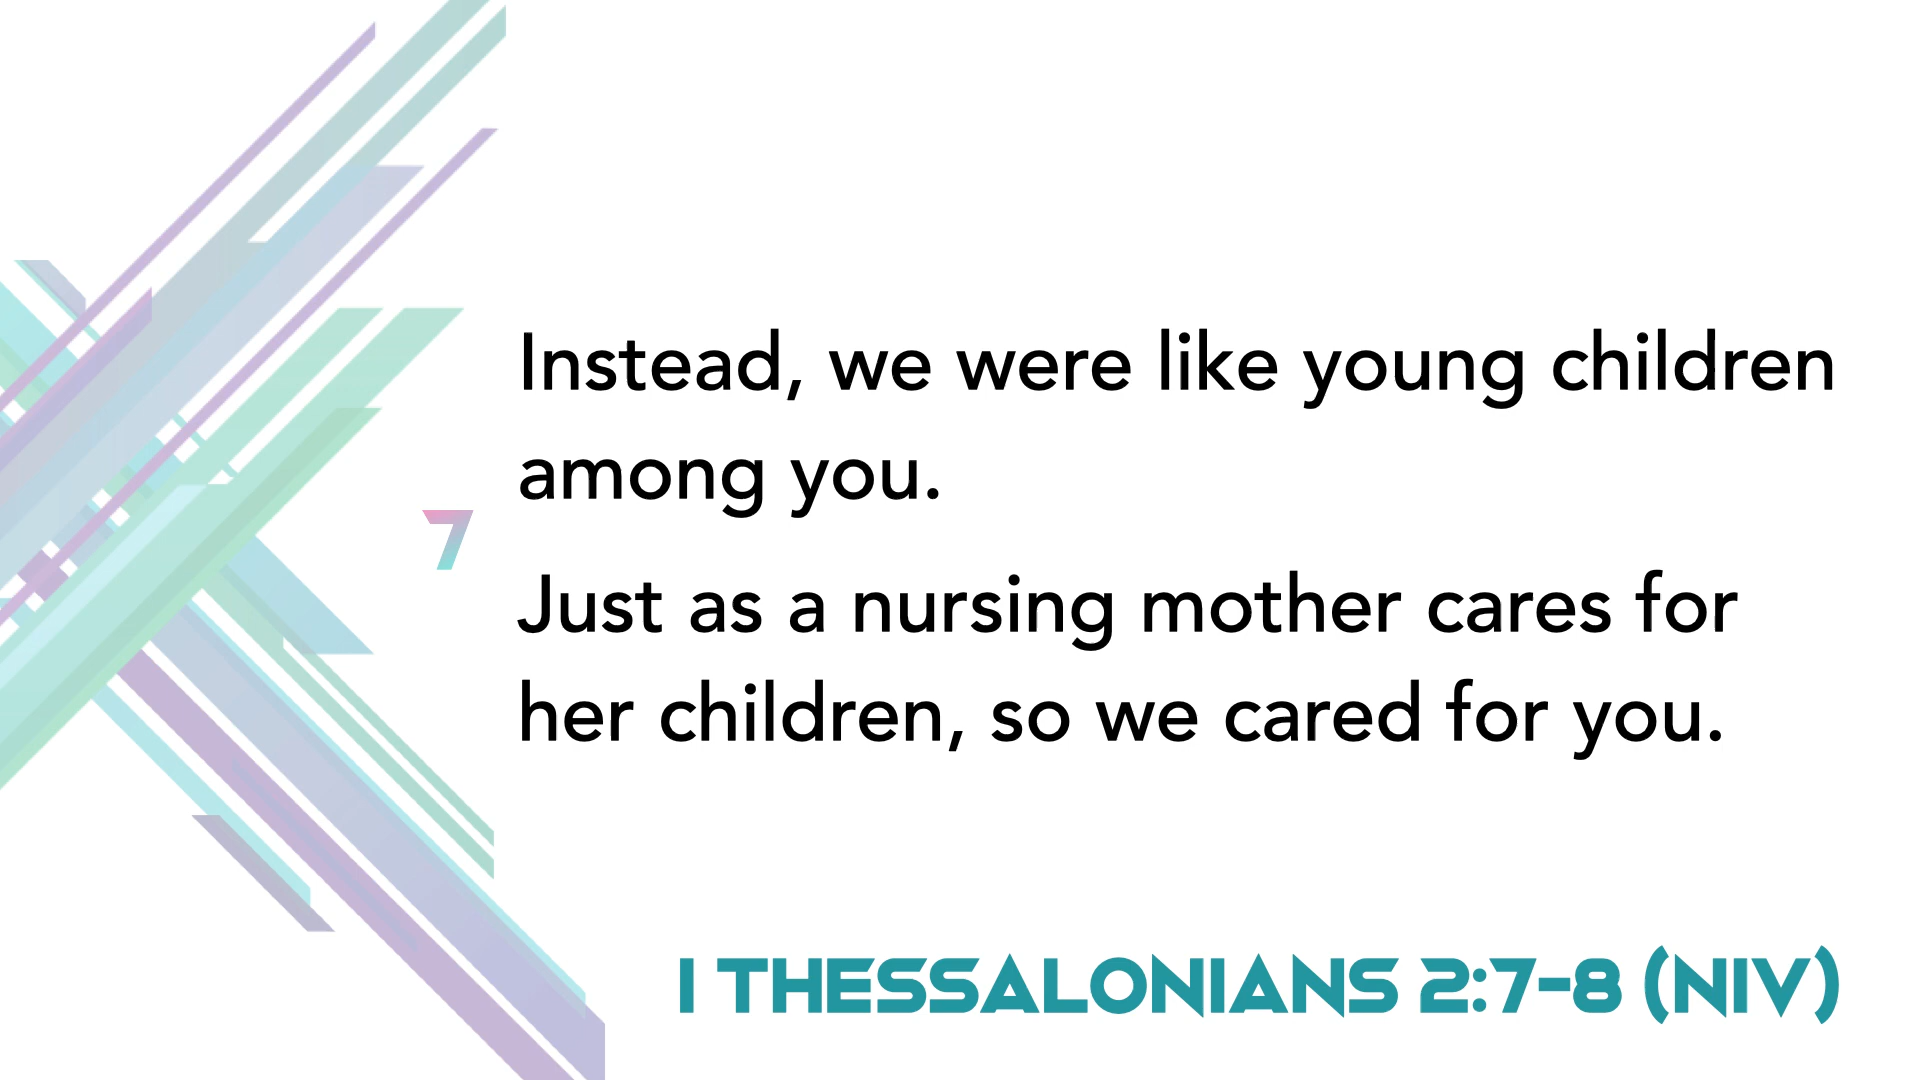 Instead, we were like young children
among you.
7
Just as a nursing mother cares for
her children, so we cared for you.
1 THESSALONIANS 2:7-8 (NIV)